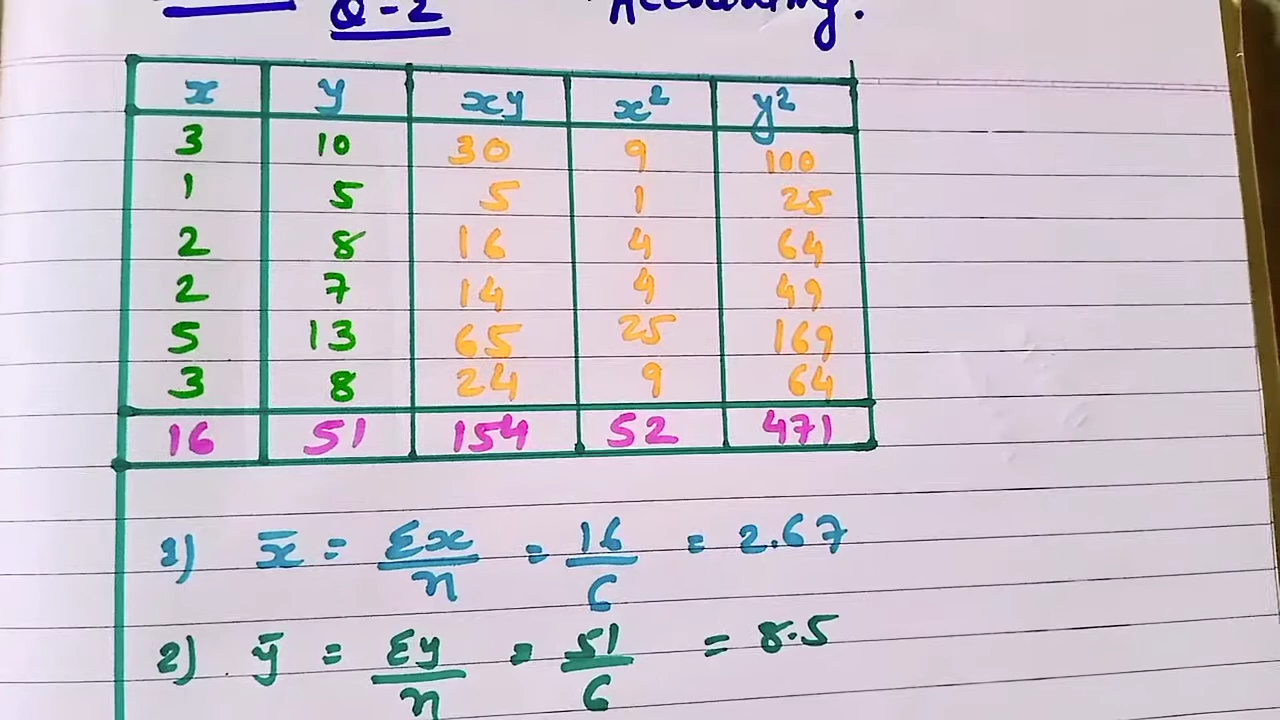 Q-2 Accounting.
x y xy x² y²
3 10 30 9 100
1 5 5 1 25
2 8 16 4 64
2 7 14 4 49
5 13 65 25 169
3 8 24 9 64
16 51 154 52 471
1) x̄ = Σx/n = 16/6 = 2.67
2) ȳ = Σy/n = 51/6 = 8.5